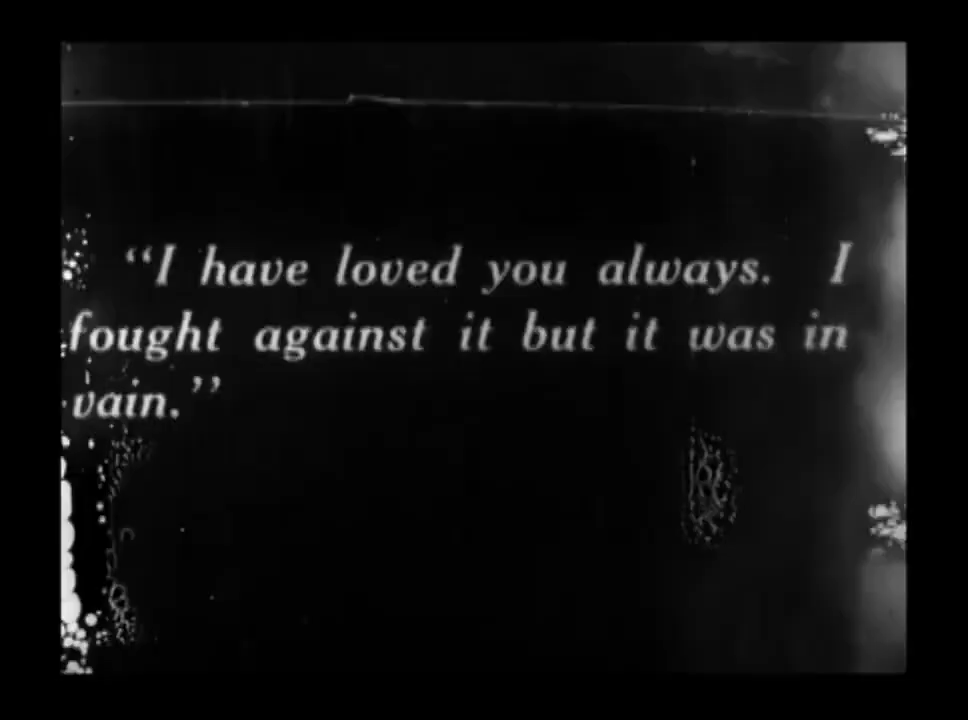 “I have loved you always. I
fought against it but it was in
vain.”